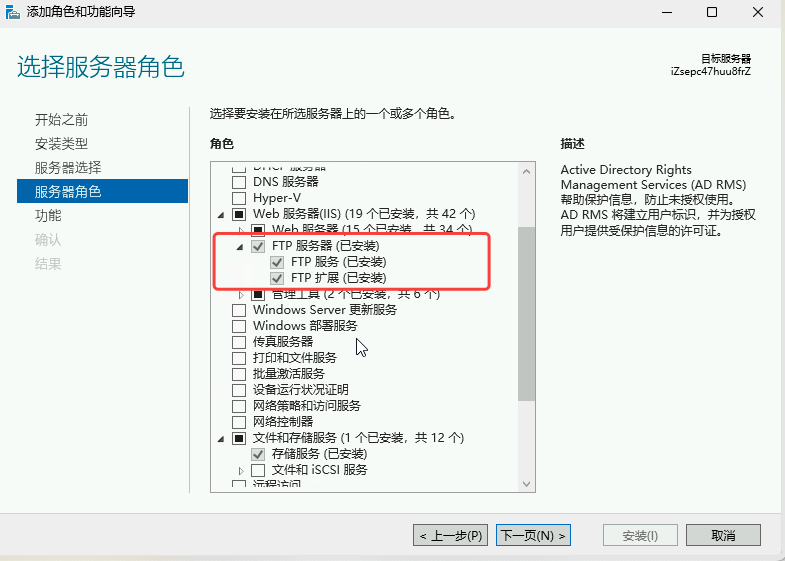 添加角色和功能向导
选择服务器角色
目标服务器
iZsepc47huu8frZ
开始之前
安装类型
服务器选择
服务器角色
功能
确认
结果
选择要安装在所选服务器上的一个或多个角色。
角色
DHCP 服务器
DNS 服务器
Hyper-V
Web 服务器(IIS) (19 个已安装，共 42 个)
Web 服务器 (15 个已安装，共 34 个)
FTP 服务器 (已安装)
FTP 服务 (已安装)
FTP 扩展 (已安装)
管理工具 (2 个已安装，共 6 个)
Windows Server 更新服务
Windows 部署服务
传真服务器
打印和文件服务
批量激活服务
设备运行状况证明
网络策略和访问服务
网络控制器
文件和存储服务 (1 个已安装，共 12 个)
存储服务 (已安装)
文件和 iSCSI 服务
远程访问
描述
Active Directory Rights
Management Services (AD RMS)
帮助保护信息，防止未授权使用。
AD RMS 将建立用户标识，并为授权
用户提供受保护信息的许可证。
< 上一步(P)
下一页(N) >
安装(I)
取消